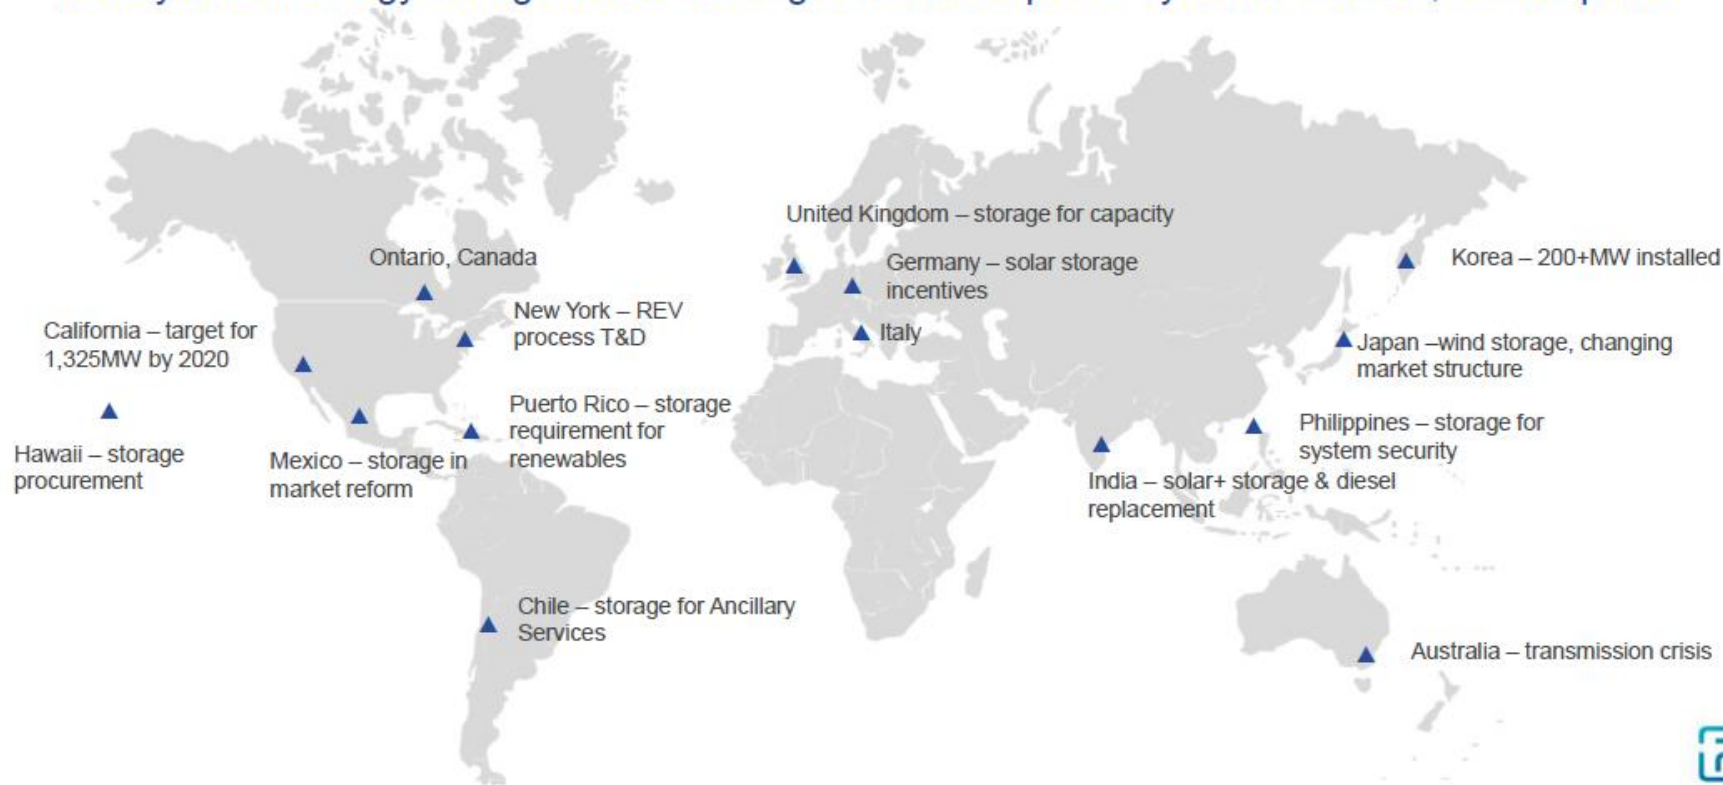 United Kingdom – storage for capacity
Ontario, Canada
Germany – solar storage
incentives
Korea – 200+MW installed
New York – REV
process T&D
California – target for
1,325MW by 2020
Italy
Japan –wind storage, changing
market structure
Puerto Rico – storage
requirement for
renewables
Hawaii – storage
procurement
Mexico – storage in
market reform
Philippines – storage for
system security
India – solar+ storage & diesel
replacement
Chile – storage for Ancillary
Services
Australia – transmission crisis